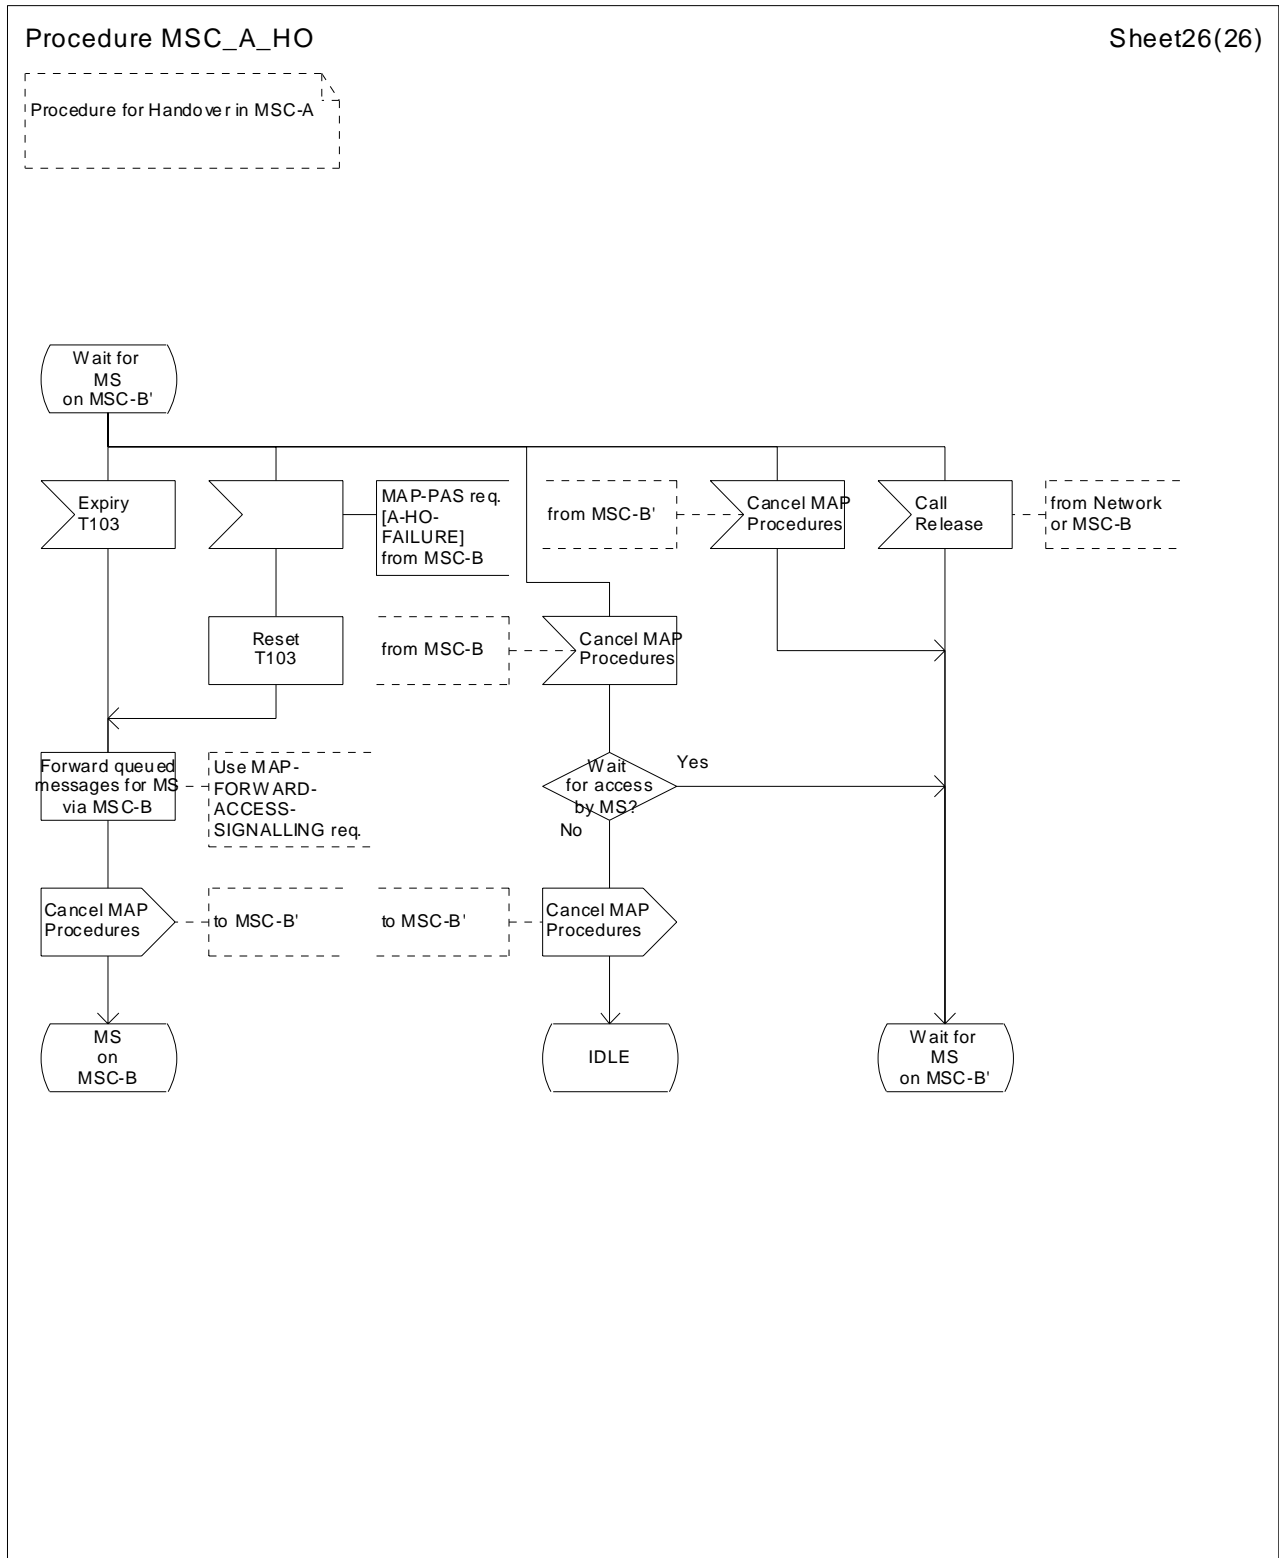 Procedure MSC_A_HO
Sheet26(26)
Procedure for Handover in MSC-A
Wait for
MS
on MSC-B'
Expiry
T103
MAP-PAS req.
[A-HO-
FAILURE]
from MSC-B
from MSC-B'
Cancel MAP
Procedures
Call
Release
from Network
or MSC-B
Reset
T103
from MSC-B
Cancel MAP
Procedures
Forward queued
messages for MS
via MSC-B
Use MAP-
FORWARD-
ACCESS-
SIGNALLING req.
Wait
for access
by MS?
Yes
No
Cancel MAP
Procedures
to MSC-B'
to MSC-B'
Cancel MAP
Procedures
MS
on
MSC-B
IDLE
Wait for
MS
on MSC-B'